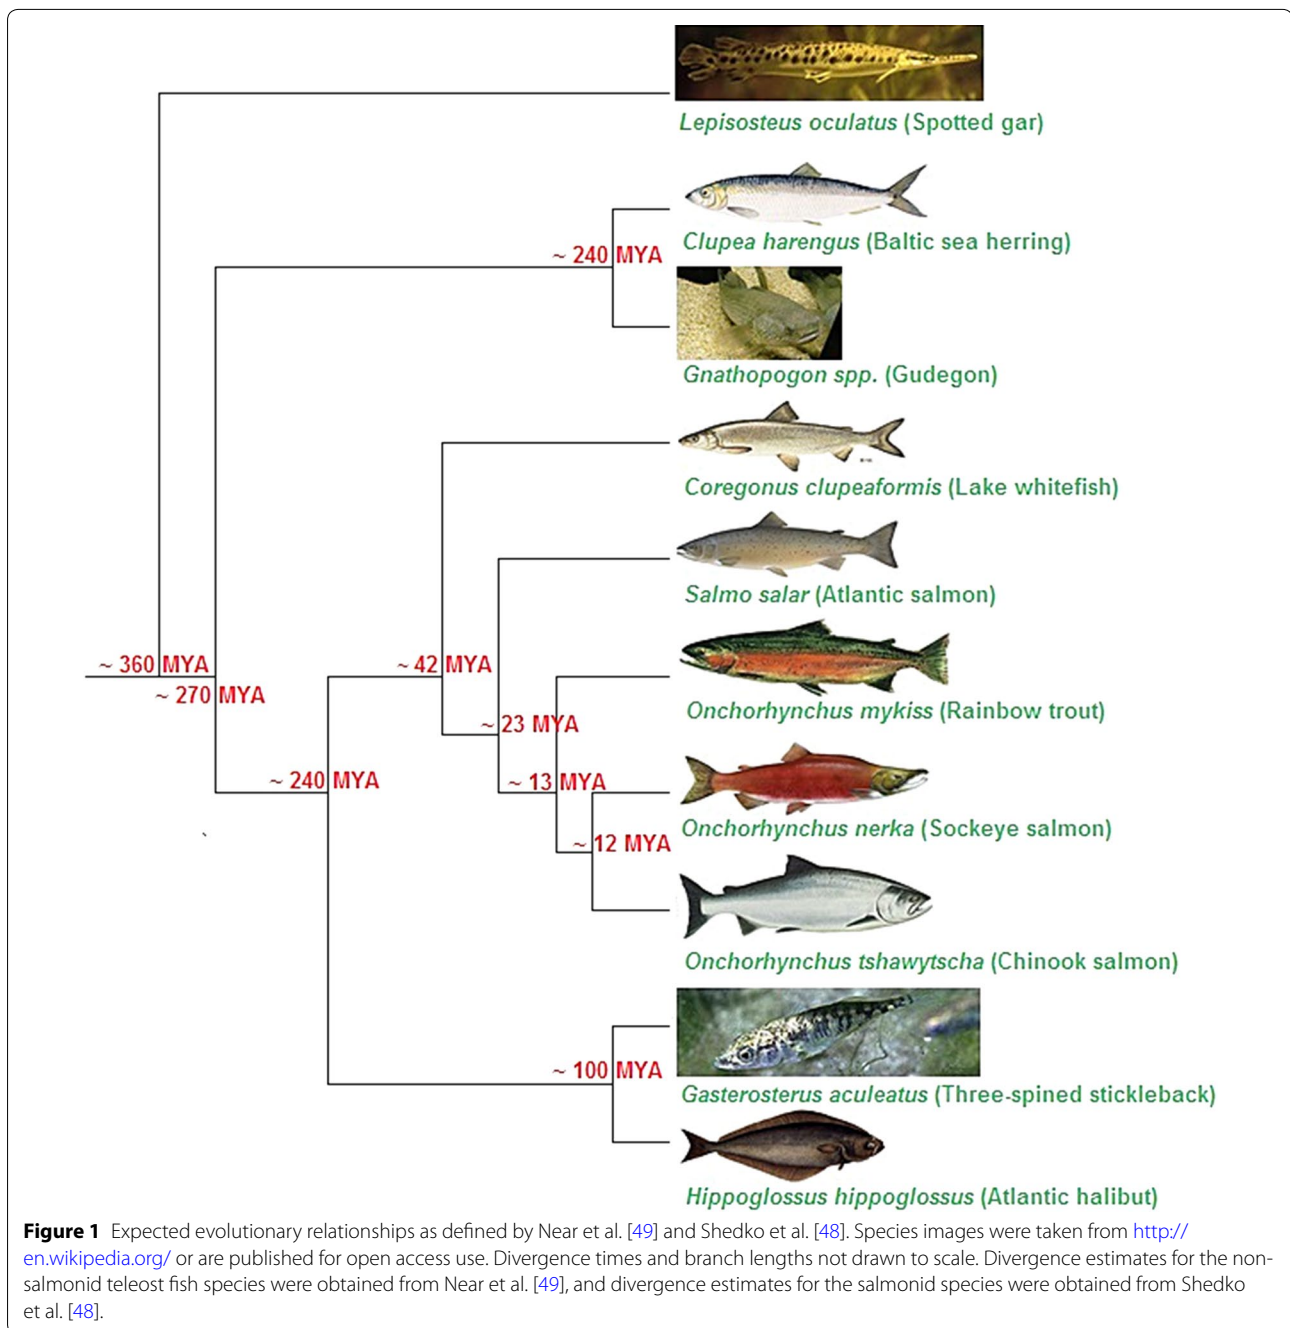 Lepisosteus oculatus (Spotted gar)
Clupea harengus (Baltic sea herring)
~ 240 MYA
Gnathopogon spp. (Gudegon)
Coregonus clupeaformis (Lake whitefish)
Salmo salar (Atlantic salmon)
~ 360 MYA
~ 42 MYA
~ 270 MYA
Onchorhynchus mykiss (Rainbow trout)
~ 23 MYA
~ 240 MYA
~ 13 MYA
Onchorhynchus nerka (Sockeye salmon)
~ 12 MYA
Onchorhynchus tshawytscha (Chinook salmon)
~ 100 MYA
Gasterosterus aculeatus (Three-spined stickleback)
Hippoglossus hippoglossus (Atlantic halibut)
Figure 1 Expected evolutionary relationships as defined by Near et al. [49] and Shedko et al. [48]. Species images were taken from http://
en.wikipedia.org/ or are published for open access use. Divergence times and branch lengths not drawn to scale. Divergence estimates for the non-
salmonid teleost fish species were obtained from Near et al. [49], and divergence estimates for the salmonid species were obtained from Shedko
et al. [48].